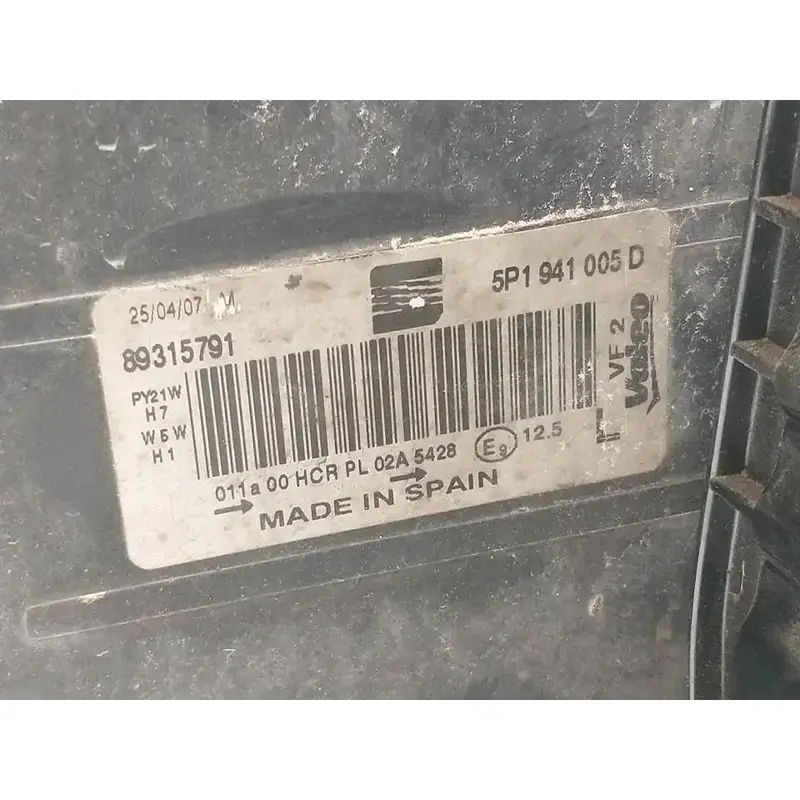 25/04/07 M
5P1 941 005 D
89315791
PY21W
H7
W5W
H1
VF 2
Valeo
011a 00 HCR PL 02A 5428
E9
12.5
MADE IN SPAIN